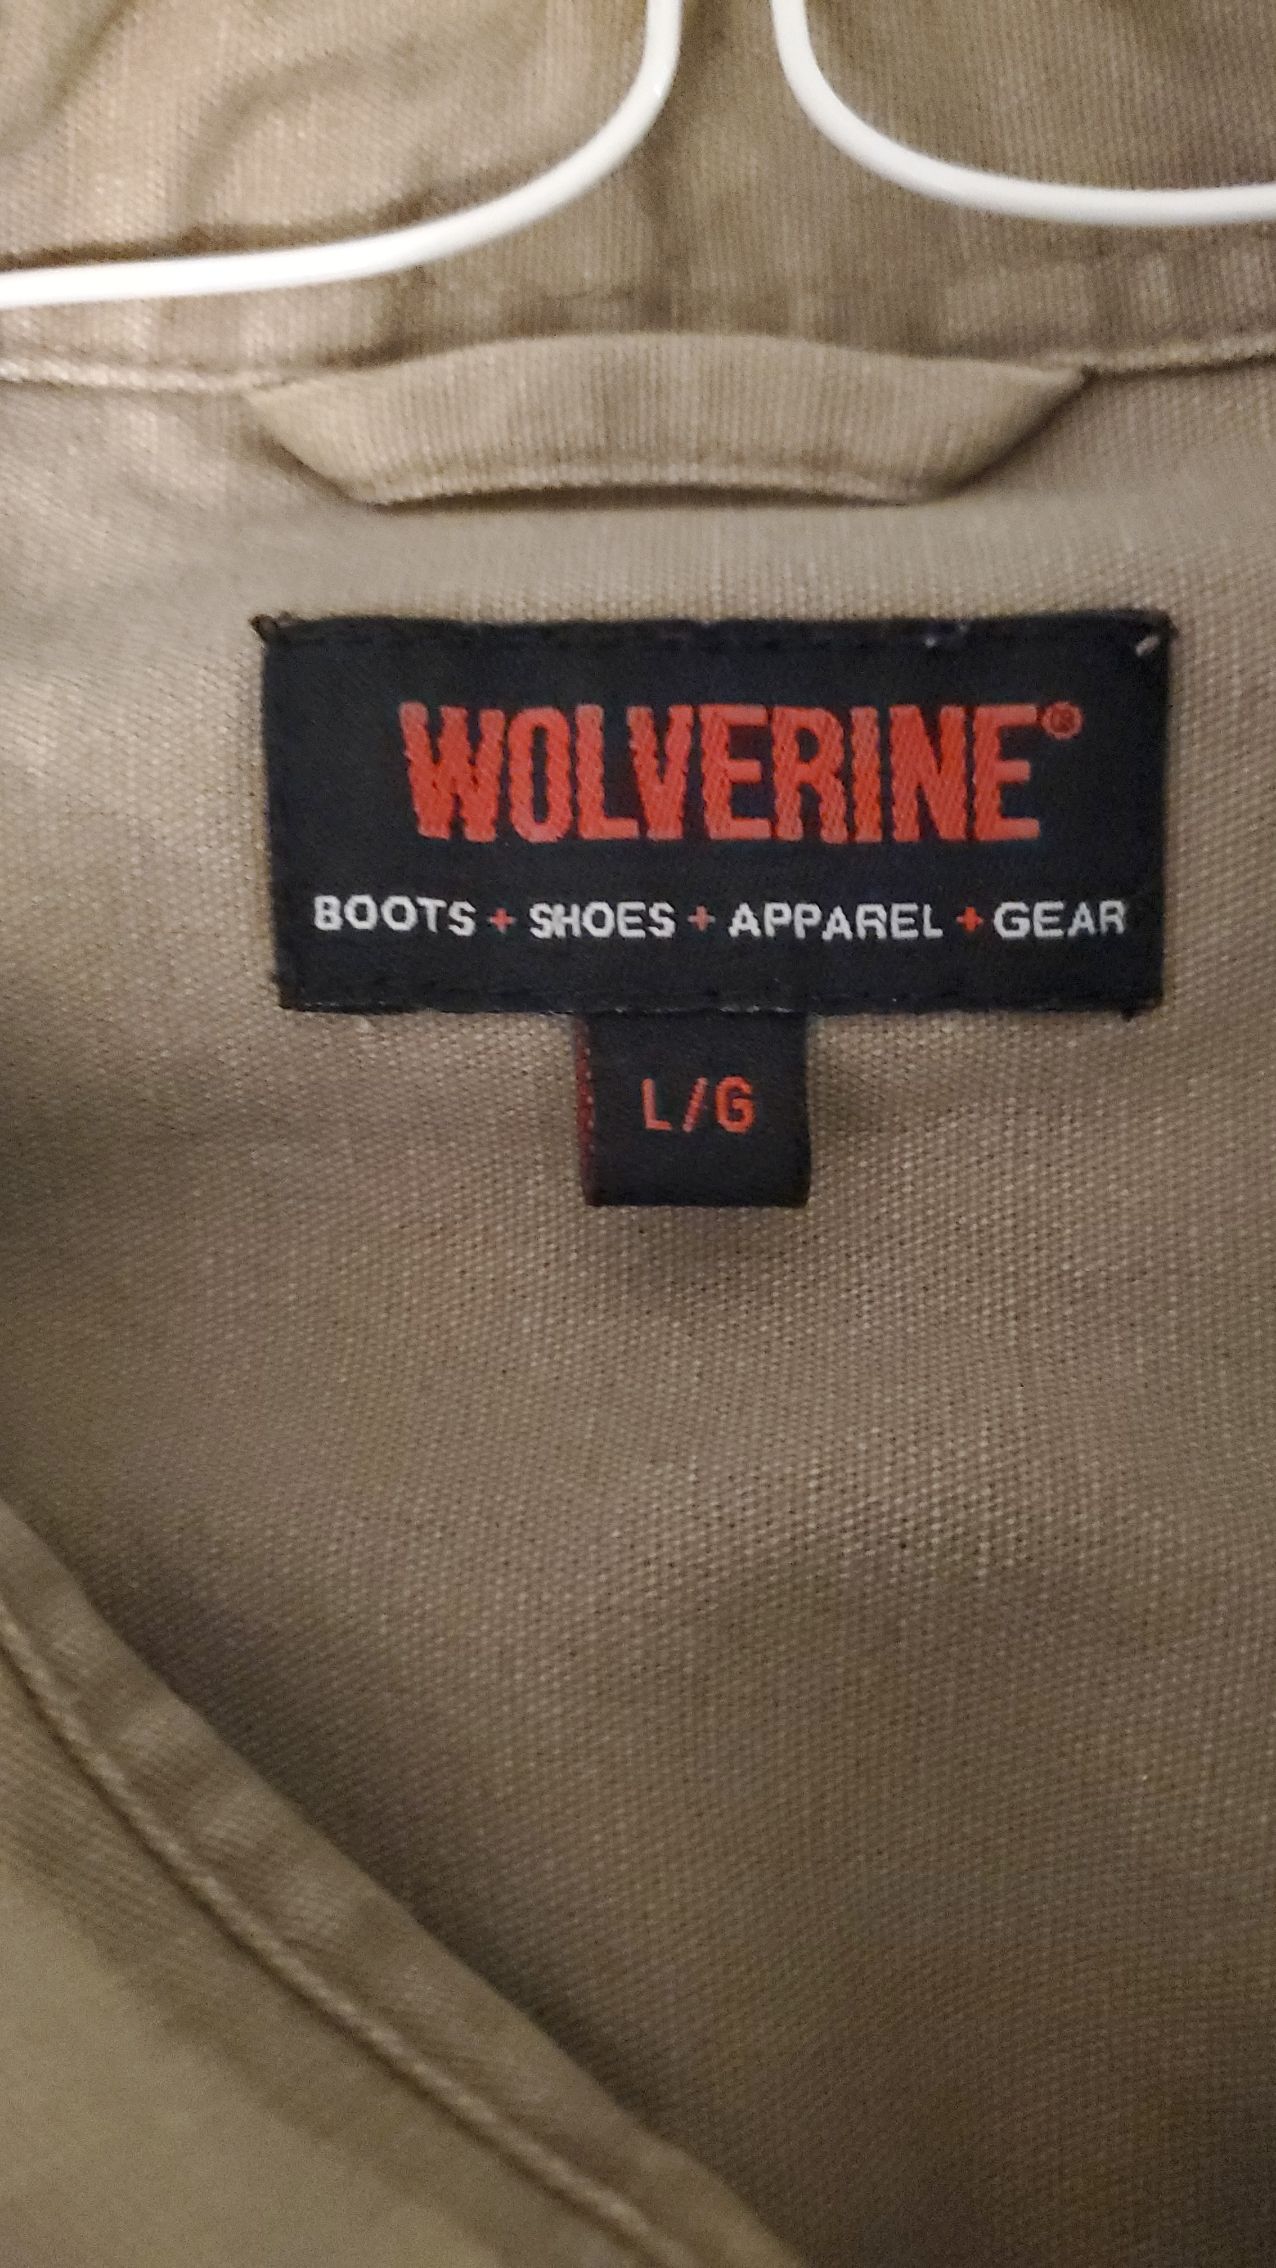 WOLVERINE®
BOOTS + SHOES + APPAREL + GEAR
L/G